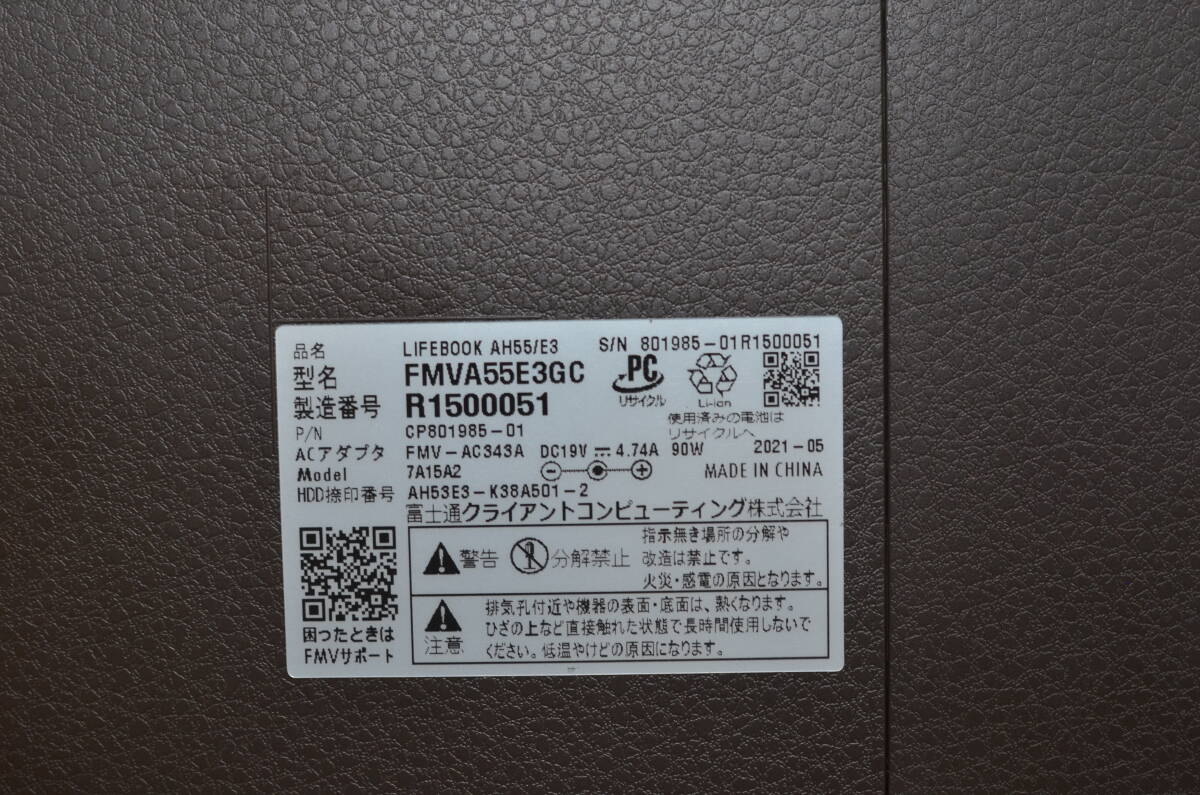 品名 LIFEBOOK AH55/E3 S/N 801985-01R1500051
型名 FMVA55E3GC
製造番号 R1500051
PC
リサイクル
Li-ion
使用済みの電池は
リサイクルへ
P/N CP801985-01
ACアダプタ FMV-AC343A DC19V 4.74A 90W 2021-05
Model 7A15A2 MADE IN CHINA
HDD捺印番号 AH53E3-K38A501-2
富士通クライアントコンピューティング株式会社
困ったときは
FMVサポート
警告 分解禁止
指示無き場所の分解や
改造は禁止です。
火災・感電の原因となります。
注意
排気孔付近や機器の表面・底面は、熱くなります。
ひざの上など直接触れた状態で長時間使用しないで
ください。低温やけどの原因になります。